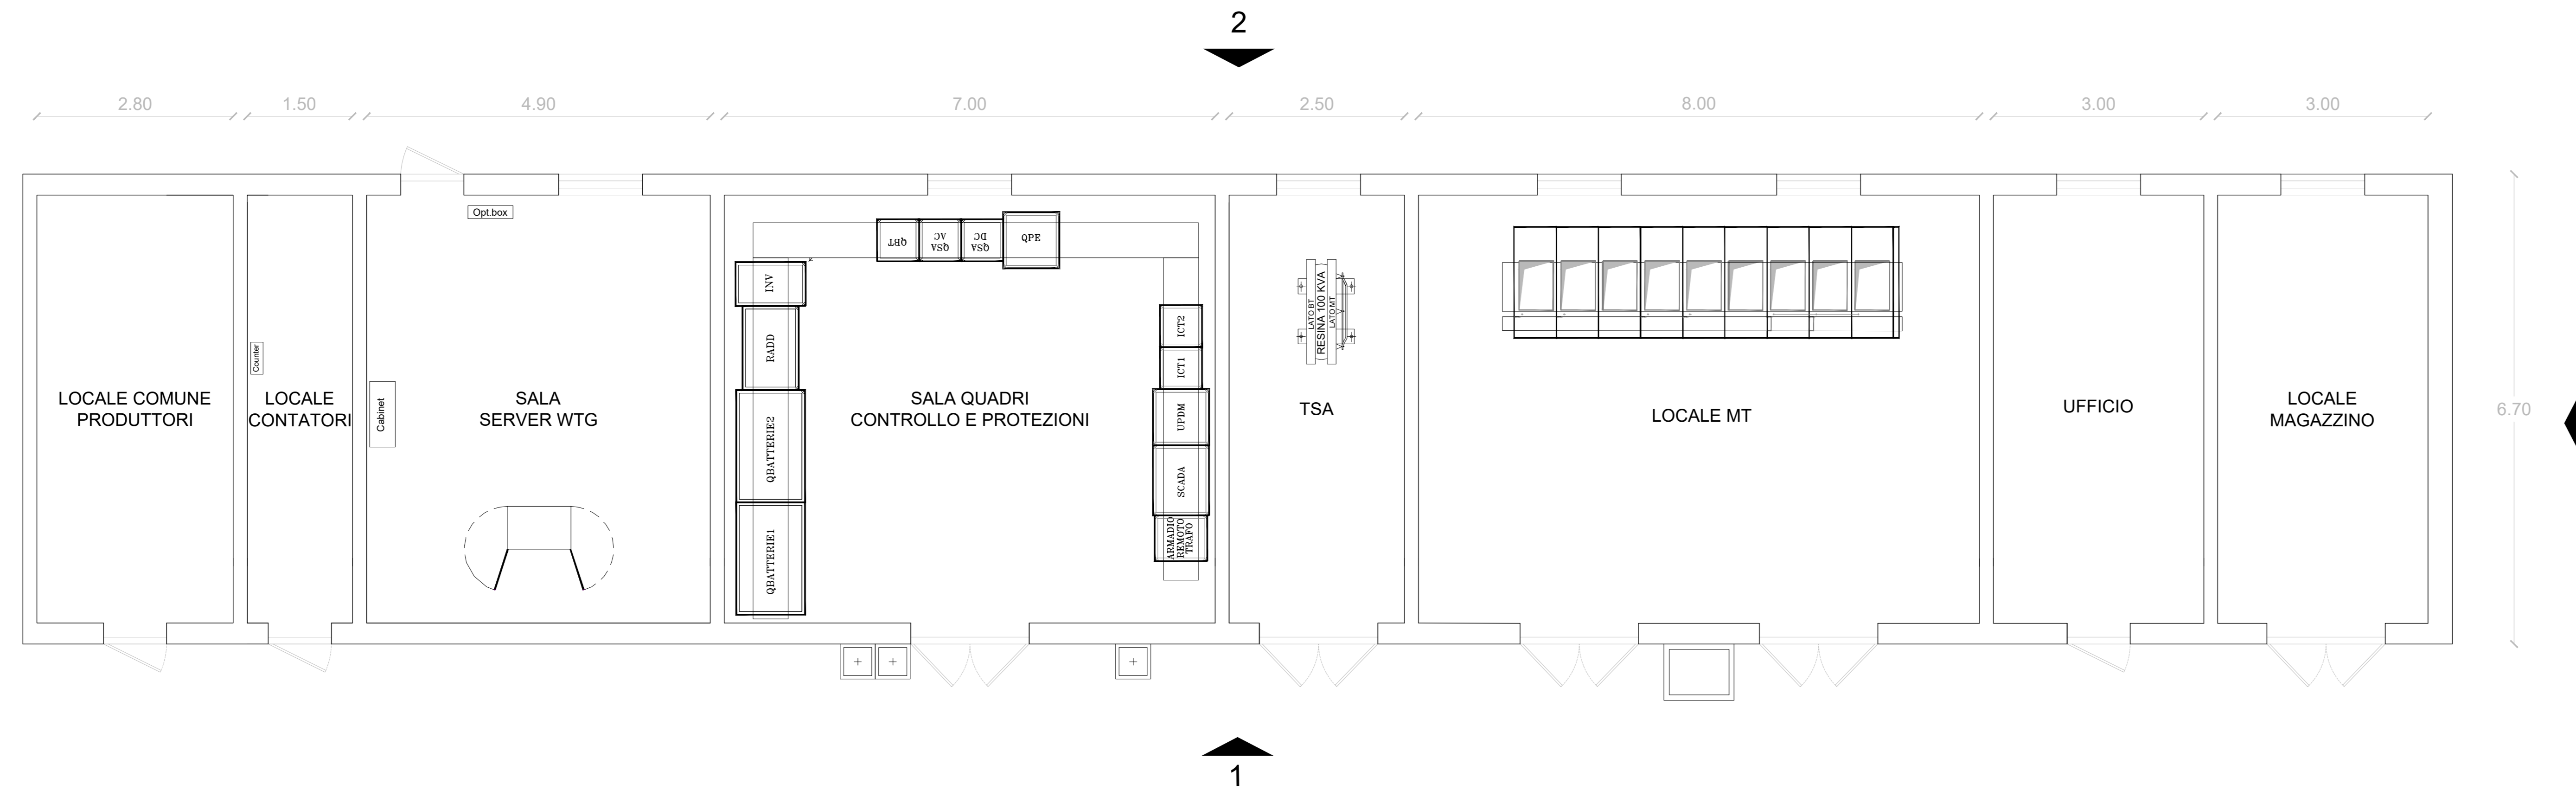 2
2.80 1.50 4.90 7.00 2.50 8.00 3.00 3.00
Opt.box
QBT
QSA
AC
QSA
DC
QPE
INV
RADD
QBATTERIE2
QBATTERIE1
ICT2
ICT1
UPDM
SCADA
ARMADIO
REMOTO
TRAFO
LATO BT
RESINA 100 KVA
LATO MT
Counter
Cabinet
LOCALE COMUNE
PRODUTTORI
LOCALE
CONTATORI
SALA
SERVER WTG
SALA QUADRI
CONTROLLO E PROTEZIONI
TSA
LOCALE MT
UFFICIO
LOCALE
MAGAZZINO
6.70
1